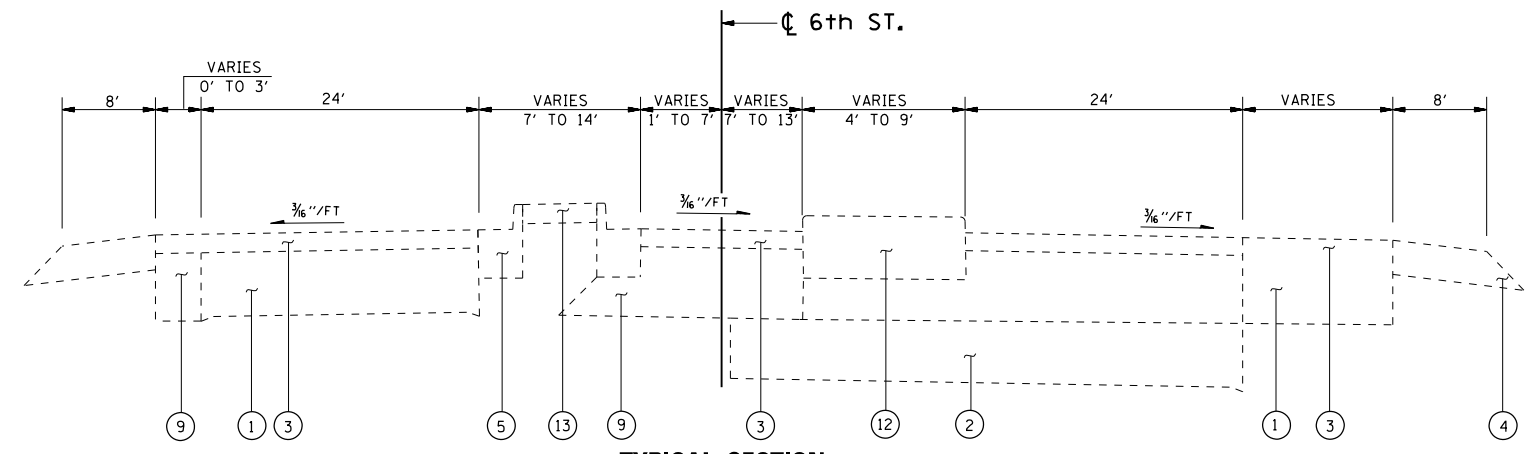 ℄ 6th ST.
VARIES
0' TO 3'
8'
24'
VARIES
7' TO 14'
VARIES
1' TO 7'
VARIES
7' TO 13'
VARIES
4' TO 9'
24'
VARIES
8'
3/16"/FT
3/16"/FT
3/16"/FT
9
1
3
5
13
9
3
12
2
1
3
4
TYPICAL SECTION